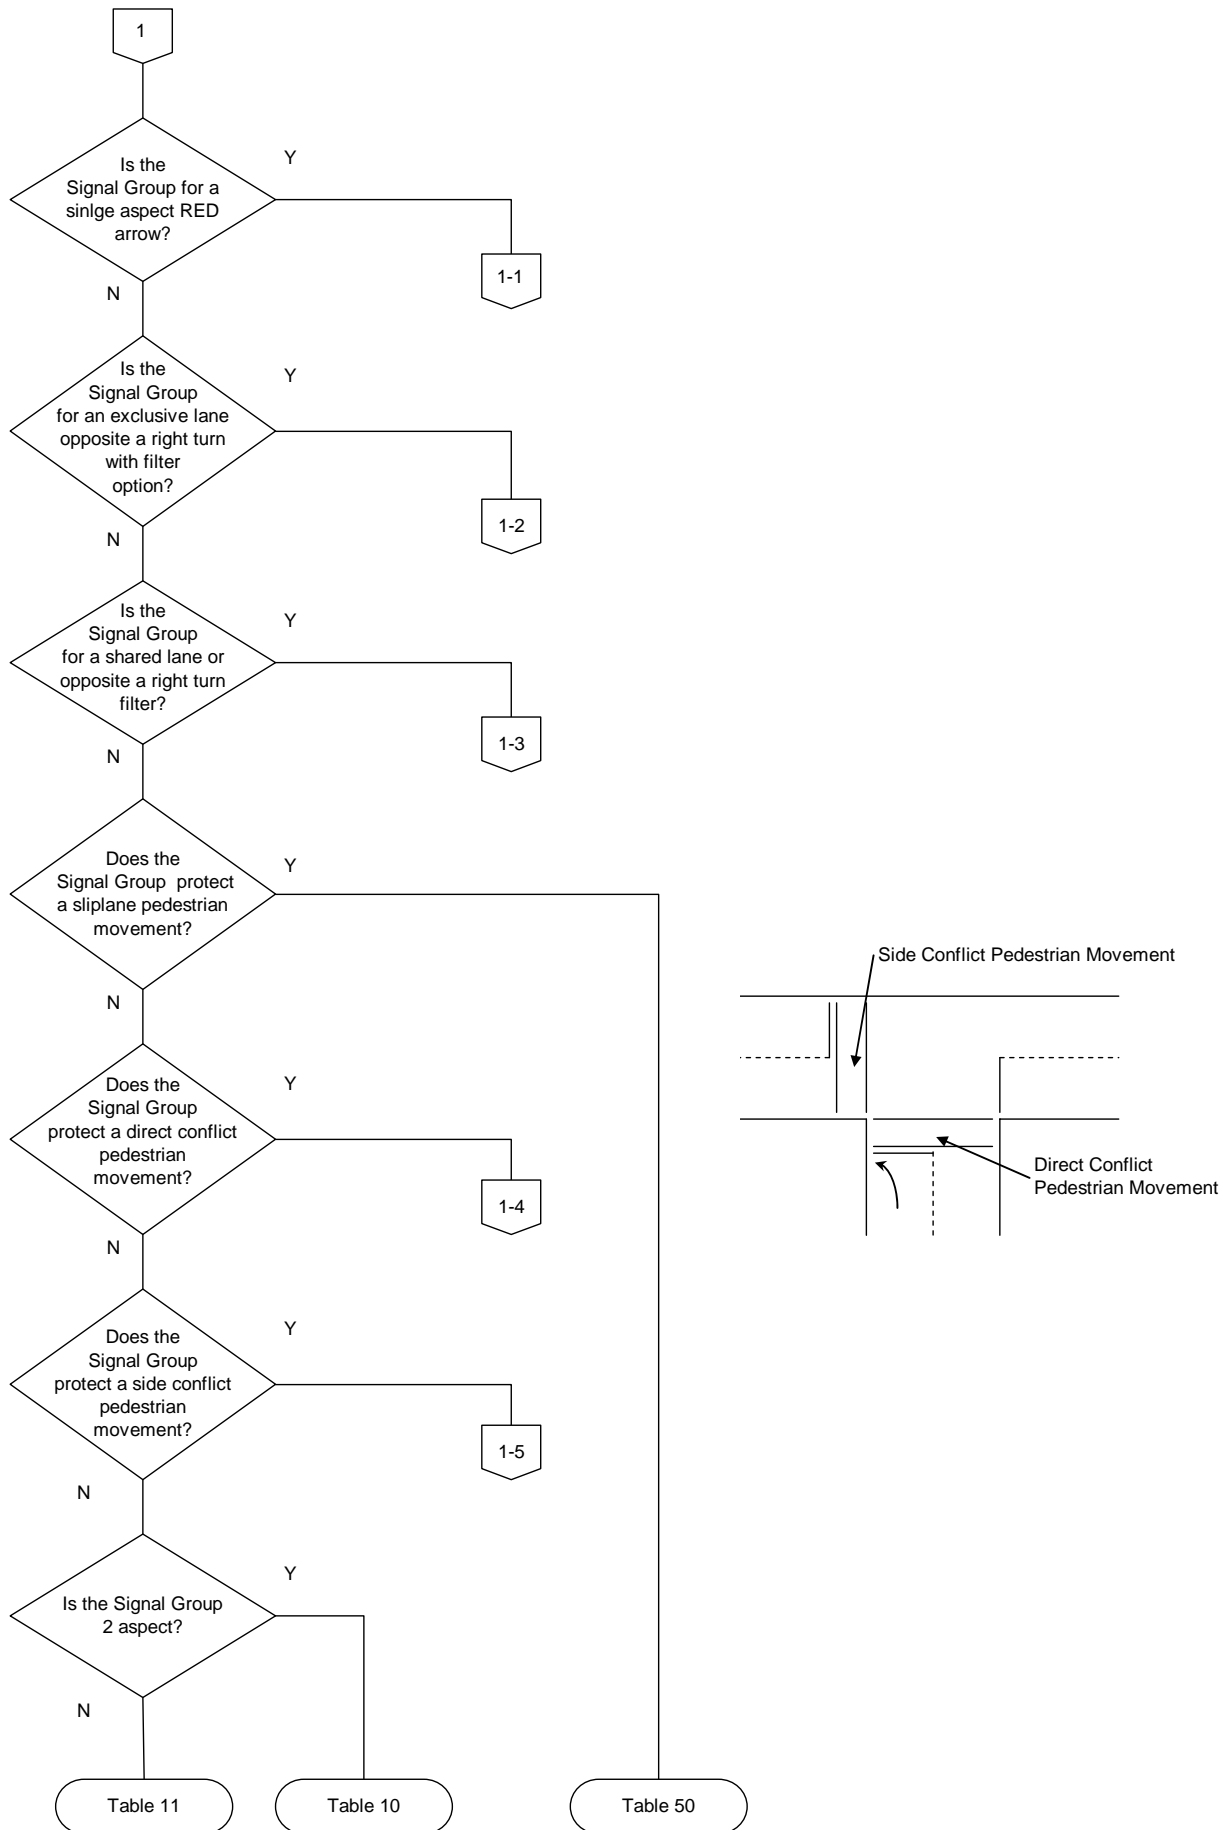 1
Is the
Signal Group for a
sinlge aspect RED
arrow?
Y
1-1
N
Is the
Signal Group
for an exclusive lane
opposite a right turn
with filter
option?
Y
1-2
N
Is the
Signal Group
for a shared lane or
opposite a right turn
filter?
Y
1-3
N
Does the
Signal Group protect
a sliplane pedestrian
movement?
Y
N
Side Conflict Pedestrian Movement
Direct Conflict
Pedestrian Movement
Does the
Signal Group
protect a direct conflict
pedestrian
movement?
Y
1-4
N
Does the
Signal Group
protect a side conflict
pedestrian
movement?
Y
1-5
N
Is the Signal Group
2 aspect?
Y
N
Table 11
Table 10
Table 50